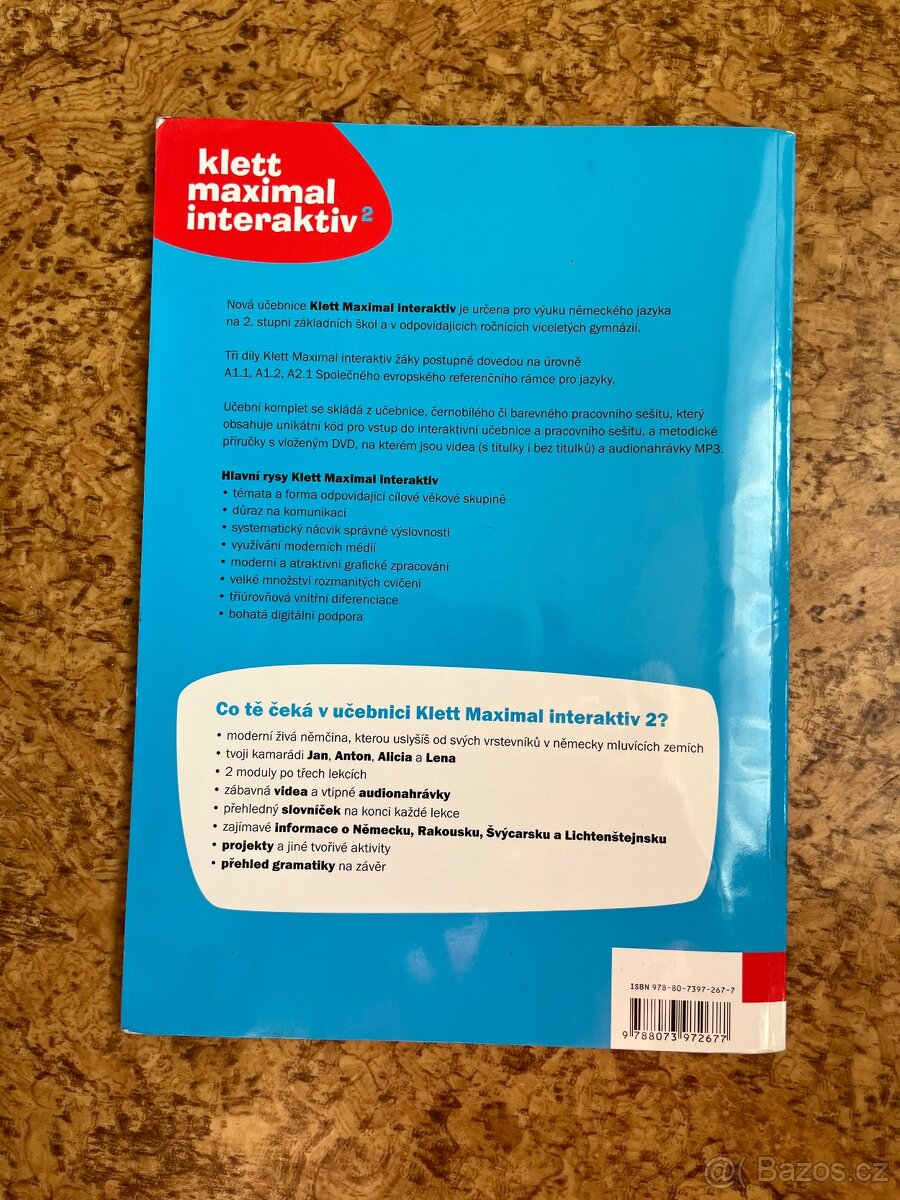 klett
maximal
interaktiv 2
Nová učebnice Klett Maximal interaktiv je určena pro výuku německého jazyka
na 2. stupni základních škol a v odpovídajících ročnících víceletých gymnázií.
Tři díly Klett Maximal interaktiv žáky postupně dovedou na úrovně
A1.1, A1.2, A2.1 Společného evropského referenčního rámce pro jazyky.
Učební komplet se skládá z učebnice, černobílého či barevného pracovního sešitu, který
obsahuje unikátní kód pro vstup do interaktivní učebnice a pracovního sešitu, a metodické
příručky s vloženým DVD, na kterém jsou videa (s titulky i bez titulků) a audionahrávky MP3.
Hlavní rysy Klett Maximal interaktiv
• témata a forma odpovídající cílové věkové skupině
• důraz na komunikaci
• systematický nácvik správné výslovnosti
• využívání moderních médií
• moderní a atraktivní grafické zpracování
• velké množství rozmanitých cvičení
• tříúrovňová vnitřní diferenciace
• bohatá digitální podpora
Co tě čeká v učebnici Klett Maximal interaktiv 2?
• moderní živá němčina, kterou uslyšíš od svých vrstevníků v německy mluvících zemích
• tvoji kamarádi Jan, Anton, Alicia a Lena
• 2 moduly po třech lekcích
• zábavná videa a vtipné audionahrávky
• přehledný slovníček na konci každé lekce
• zajímavé informace o Německu, Rakousku, Švýcarsku a Lichtenštejnsku
• projekty a jiné tvořivé aktivity
• přehled gramatiky na závěr
ISBN 978-80-7397-267-7
9 788073 972677
@( Bazos.cz